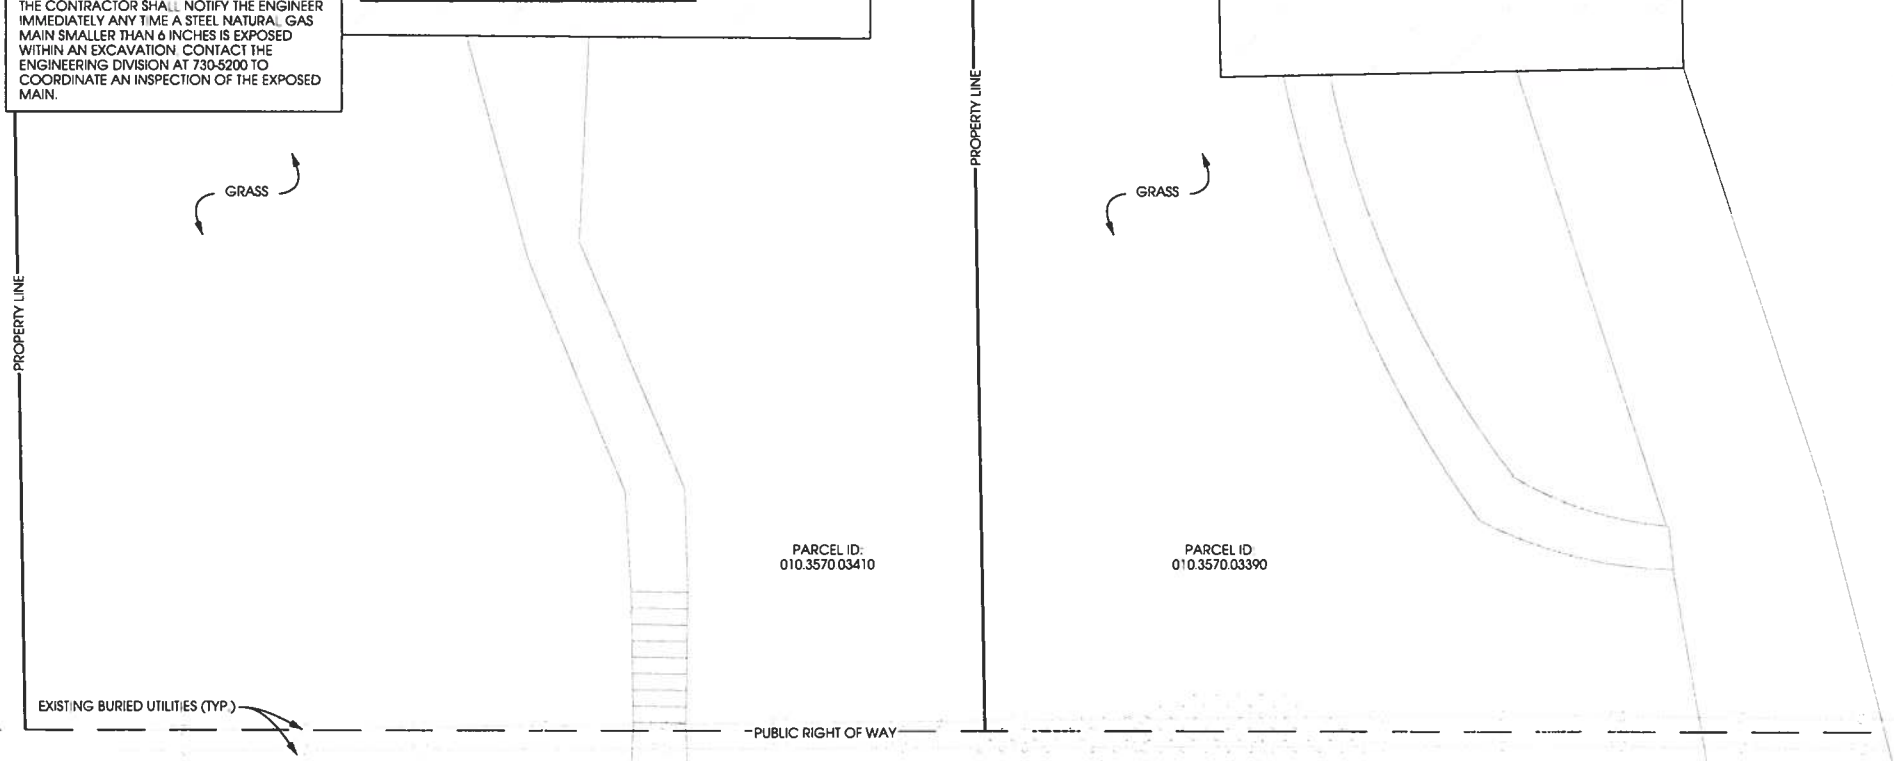 THE CONTRACTOR SHALL NOTIFY THE ENGINEER
IMMEDIATELY ANY TIME A STEEL NATURAL GAS
MAIN SMALLER THAN 6 INCHES IS EXPOSED
WITHIN AN EXCAVATION. CONTACT THE
ENGINEERING DIVISION AT 730-5200 TO
COORDINATE AN INSPECTION OF THE EXPOSED
MAIN.
PROPERTY LINE
GRASS
PROPERTY LINE
GRASS
PARCEL ID:
010.3570 03410
PARCEL ID
010.3570.03390
EXISTING BURIED UTILITIES (TYP.)
PUBLIC RIGHT OF WAY